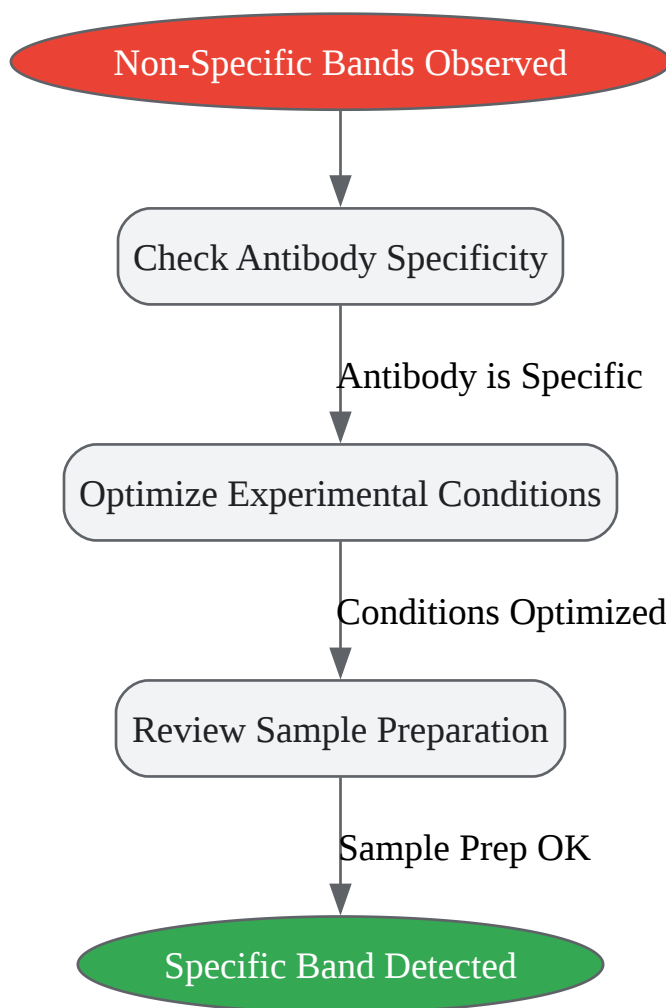 Non-Specific Bands Observed
Check Antibody Specificity
Antibody is Specific
Optimize Experimental Conditions
Conditions Optimized
Review Sample Preparation
Sample Prep OK
Specific Band Detected